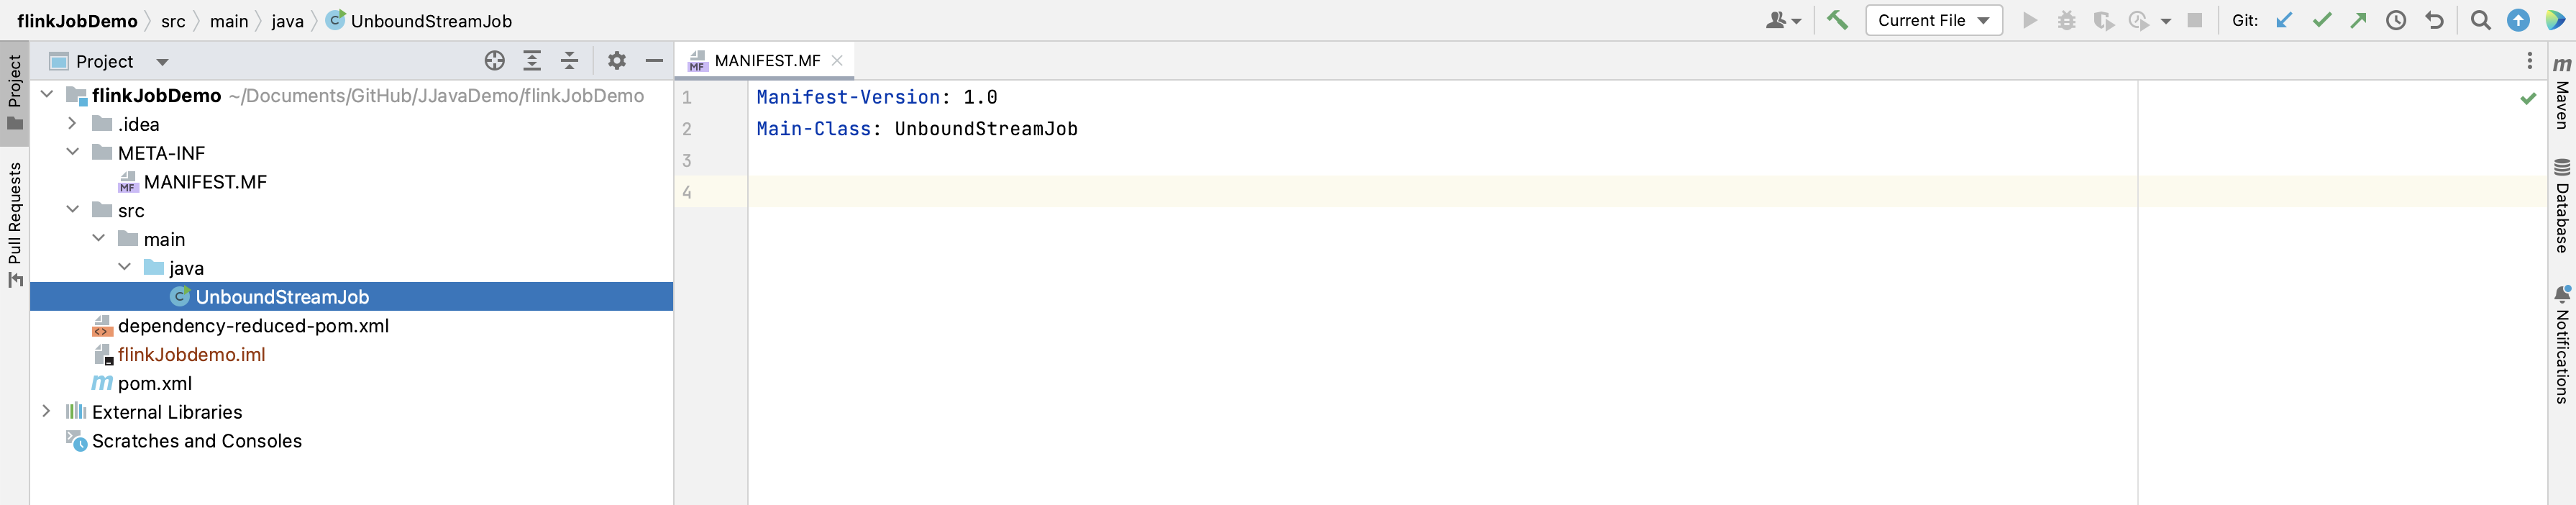 flinkJobDemo src main java UnboundStreamJob Current File Git:
Project
MANIFEST.MF
flinkJobDemo ~/Documents/GitHub/JJavaDemo/flinkJobDemo
.idea
META-INF
MF MANIFEST.MF
src
main
java
UnboundStreamJob
dependency-reduced-pom.xml
flinkJobdemo.iml
pom.xml
External Libraries
Scratches and Consoles
1 Manifest-Version: 1.0
2 Main-Class: UnboundStreamJob
3
4
Project
Pull Requests
Maven
Database
Notifications